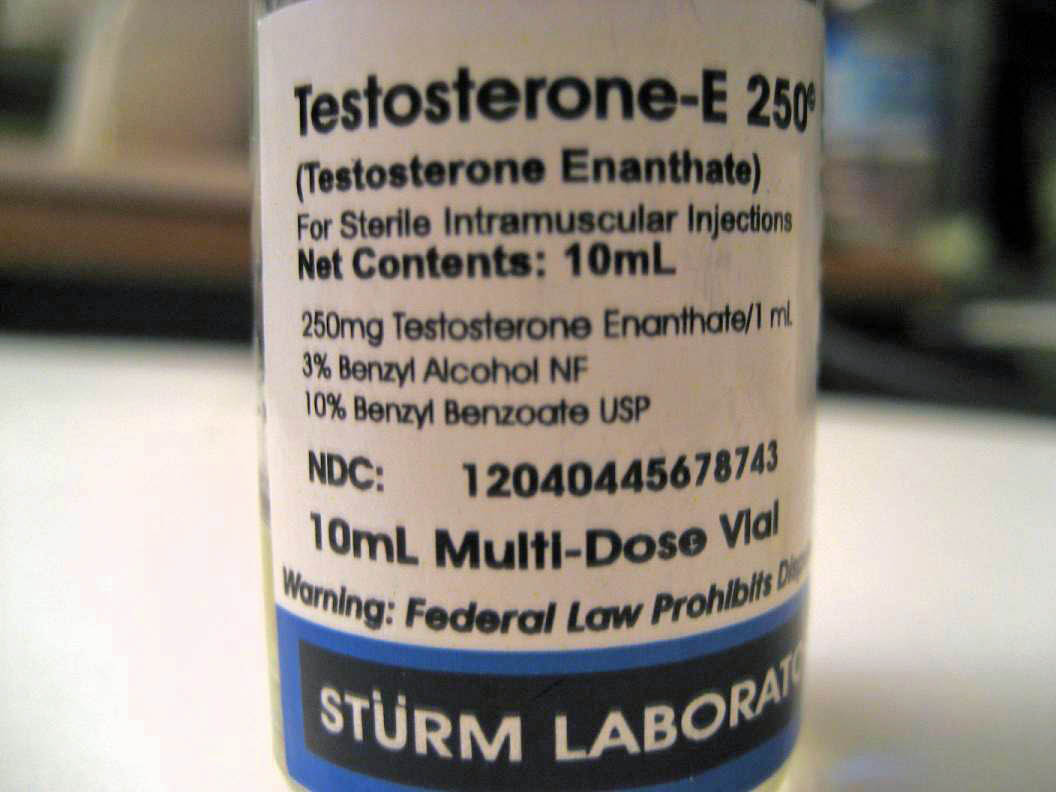 Testosterone-E 250©
(Testosterone Enanthate)
For Sterile Intramuscular Injections
Net Contents: 10mL
250mg Testosterone Enanthate/1 mL
3% Benzyl Alcohol NF
10% Benzyl Benzoate USP
NDC: 12040445678743
10mL Multi-Dose Vial
Warning: Federal Law Prohibits
STÜRM